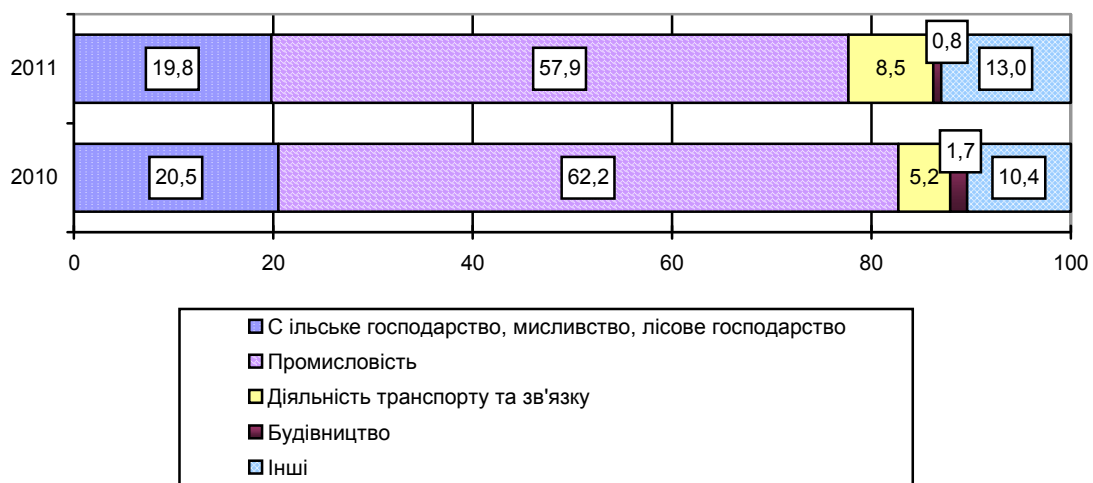 0,8
2011
19,8
57,9
8,5
13,0
1,7
2010
20,5
62,2
5,2
10,4
0 20 40 60 80 100
С ільське господарство, мисливство, лісове господарство
Промисловість
Діяльність транспорту та зв'язку
Будівництво
Інші